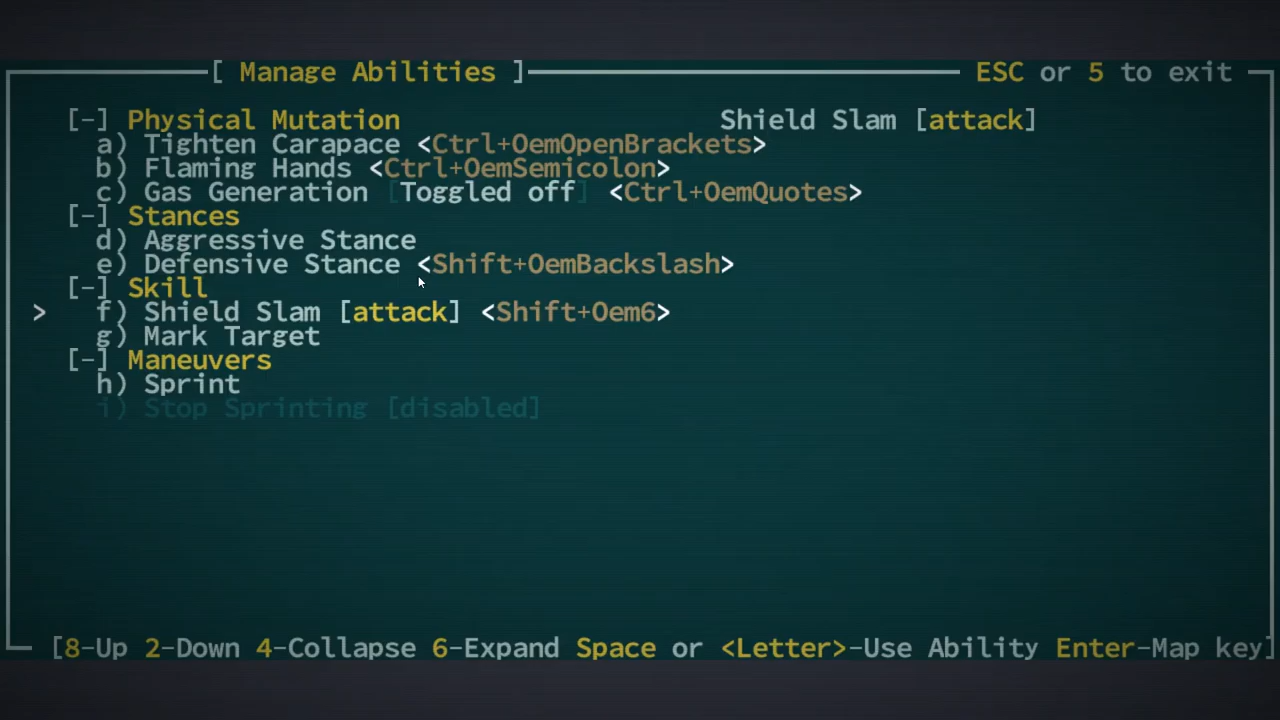 [ Manage Abilities ] ESC or 5 to exit
[-] Physical Mutation Shield Slam [attack]
a) Tighten Carapace <Ctrl+OemOpenBrackets>
b) Flaming Hands <Ctrl+OemSemicolon>
c) Gas Generation [Toggled off] <Ctrl+OemQuotes>
[-] Stances
d) Aggressive Stance
e) Defensive Stance <Shift+OemBackslash>
[-] Skill
> f) Shield Slam [attack] <Shift+Oem6>
g) Mark Target
[-] Maneuvers
h) Sprint
i) Stop Sprinting [disabled]
[8-Up 2-Down 4-Collapse 6-Expand Space or <Letter>-Use Ability Enter-Map key]